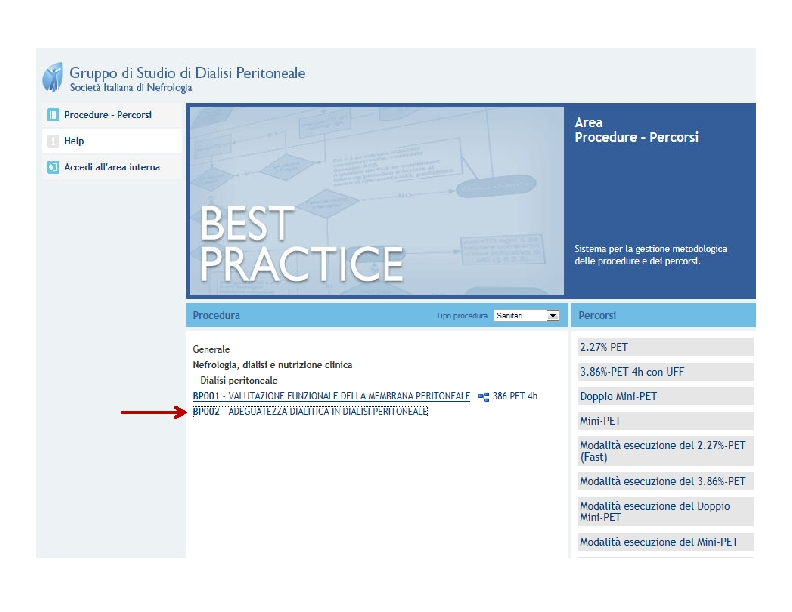 Gruppo di Studio di Dialisi Peritoneale
Società Italiana di Nefrologia
Procedure - Percorsi
Help
Accedi all'area interna
BEST
PRACTICE
Area
Procedure - Percorsi
Sistema per la gestione metodologica
delle procedure e dei percorsi.
Procedura
Tipo procedura
Sanitari
Generale
Nefrologia, dialisi e nutrizione clinica
Dialisi peritoneale
BP001 - VALUTAZIONE FUNZIONALE DELLA MEMBRANA PERITONEALE 386 PET 4h
BP002 - ADEGUATEZZA DIALITICA IN DIALISI PERITONEALE
Percorsi
2.27% PET
3.86%-PET 4h con UFF
Doppio Mini-PET
Mini-PET
Modalità esecuzione del 2.27%-PET
(Fast)
Modalità esecuzione del 3.86%-PET
Modalità esecuzione del Doppio
Mini-PET
Modalità esecuzione del Mini-PET